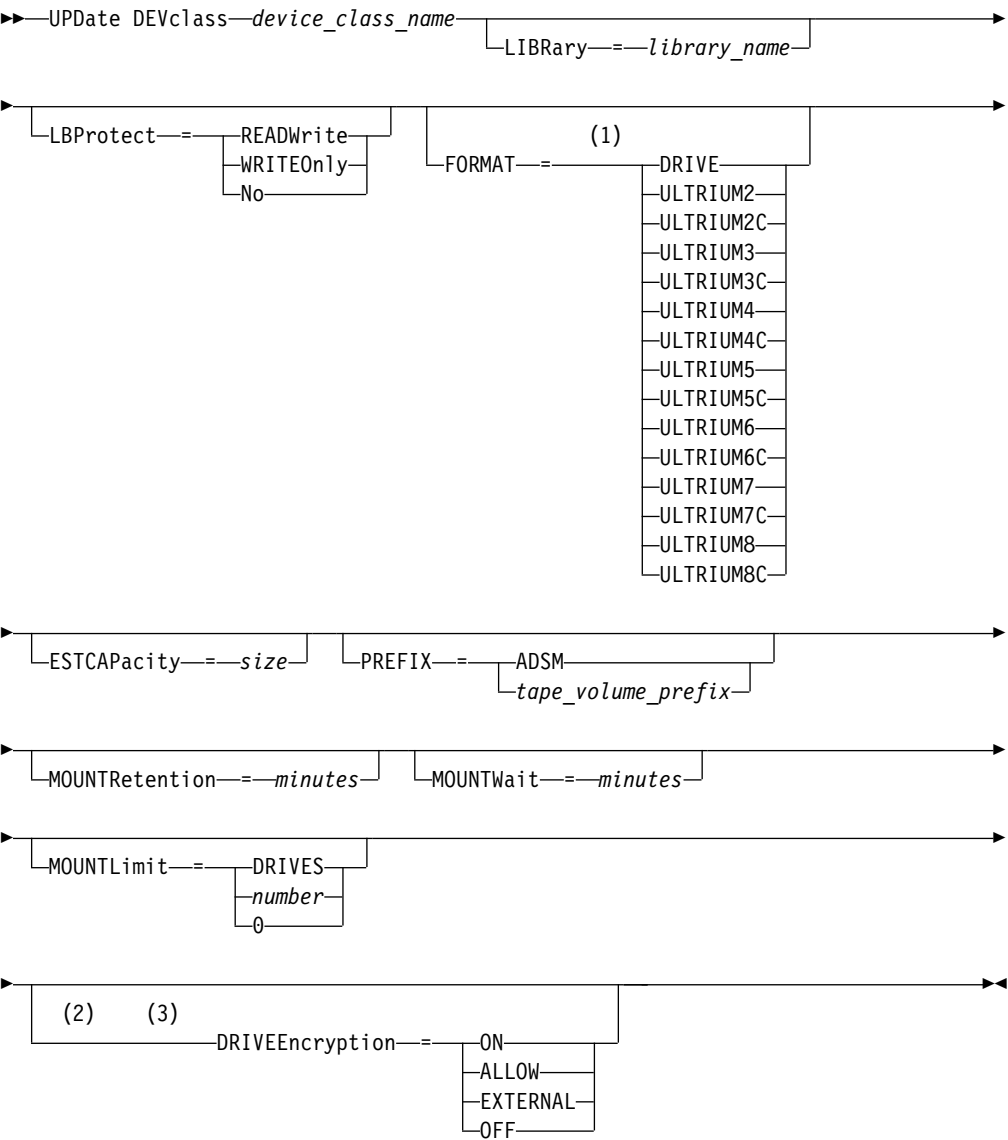 UPDate DEVclass device_class_name
LIBRary = library_name
LBProtect = READWrite
WRITEOnly
No
(1)
FORMAT = DRIVE
ULTRIUM2
ULTRIUM2C
ULTRIUM3
ULTRIUM3C
ULTRIUM4
ULTRIUM4C
ULTRIUM5
ULTRIUM5C
ULTRIUM6
ULTRIUM6C
ULTRIUM7
ULTRIUM7C
ULTRIUM8
ULTRIUM8C
ESTCAPacity = size PREFIX = ADSM
tape_volume_prefix
MOUNTRetention = minutes MOUNTWait = minutes
MOUNTLimit = DRIVES
number
0
(2) (3)
DRIVEEncryption = ON
ALLOW
EXTERNAL
OFF